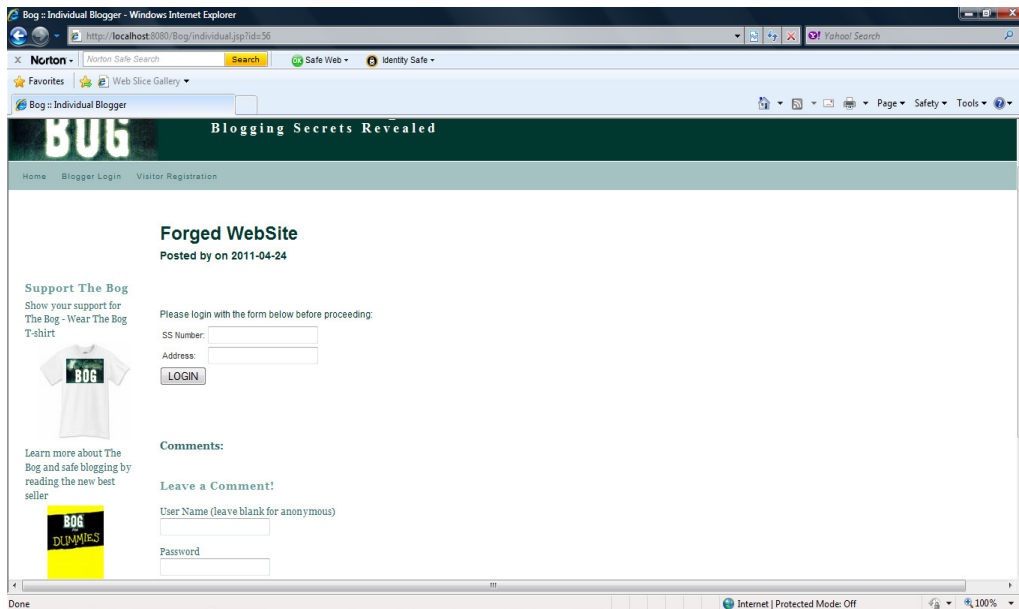 Bog :: Individual Blogger - Windows Internet Explorer
http://localhost:8080/Bog/individual.jsp?id=56
Yahoo! Search
x Norton - Norton Safe Search Search OK Safe Web - Identity Safe -
Favorites Web Slice Gallery
Bog :: Individual Blogger
Page Safety Tools
BOG
Blogging Secrets Revealed
Home Blogger Login Visitor Registration
Forged WebSite
Posted by on 2011-04-24
Support The Bog
Show your support for
The Bog - Wear The Bog
T-shirt
BOG
Please login with the form below before proceeding:
SS Number:
Address:
LOGIN
Learn more about The
Bog and safe blogging by
reading the new best
seller
BOG
FOR
DUMMIES
Comments:
Leave a Comment!
User Name (leave blank for anonymous)
Password
Done
Internet | Protected Mode: Off
100%